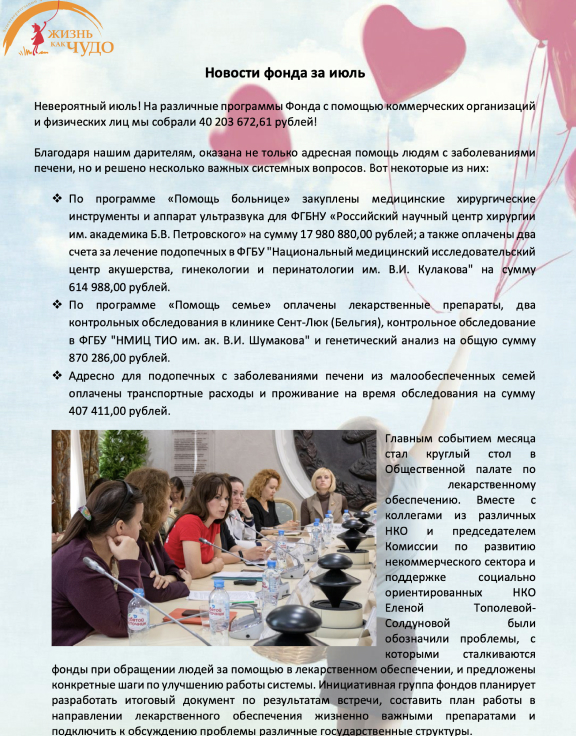 ЖИЗНЬ
КАК ЧУДО
Новости фонда за июль
Невероятный июль! На различные программы Фонда с помощью коммерческих организаций
и физических лиц мы собрали 40 203 672,61 рублей!
Благодаря нашим дарителям, оказана не только адресная помощь людям с заболеваниями
печени, но и решено несколько важных системных вопросов. Вот некоторые из них:
❖ По программе «Помощь больнице» закуплены медицинские хирургические
инструменты и аппарат ультразвука для ФГБНУ «Российский научный центр хирургии
им. академика Б.В. Петровского» на сумму 17 980 880,00 рублей; а также оплачены два
счета за лечение подопечных в ФГБУ "Национальный медицинский исследовательский
центр акушерства, гинекологии и перинатологии им. В.И. Кулакова" на сумму
614 988,00 рублей.
❖ По программе «Помощь семье» оплачены лекарственные препараты, два
контрольных обследования в клинике Сент-Люк (Бельгия), контрольное обследование
в ФГБУ "НМИЦ ТИО им. ак. В.И. Шумакова" и генетический анализ на общую сумму
870 286,00 рублей.
❖ Адресно для подопечных с заболеваниями печени из малообеспеченных семей
оплачены транспортные расходы и проживание на время обследования на сумму
407 411,00 рублей.
Главным событием месяца
стал круглый стол в
Общественной палате по
лекарственному
обеспечению. Вместе с
коллегами из различных
НКО и председателем
Комиссии по развитию
некоммерческого сектора и
поддержке социально
ориентированных НКО
Еленой Тополевой-
Солдуновой были
обозначили проблемы, с
которыми сталкиваются
фонды при обращении людей за помощью в лекарственном обеспечении, и предложены
конкретные шаги по улучшению работы системы. Инициативная группа фондов планирует
разработать итоговый документ по результатам встречи, составить план работы в
направлении лекарственного обеспечения жизненно важными препаратами и
подключить к обсуждению проблемы различные государственные структуры.